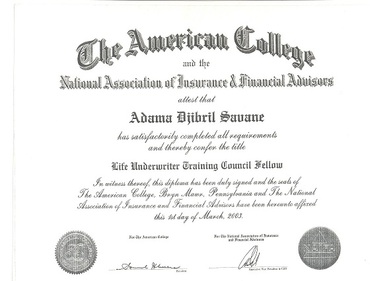 The American College
and the
National Association of Insurance & Financial Advisors
attest that
Adama Djibril Savane
has satisfactorily completed all requirements
and thereby confer the title
Life Underwriter Training Council Fellow
In witness thereof, this diploma has been duly signed and the seals of
The American College, Bryn Mawr, Pennsylvania and The National
Association of Insurance and Financial Advisors have been hereunto affixed
this 1st day of March, 2003.
For The American College
For The National Association of Insurance
and Financial Advisors